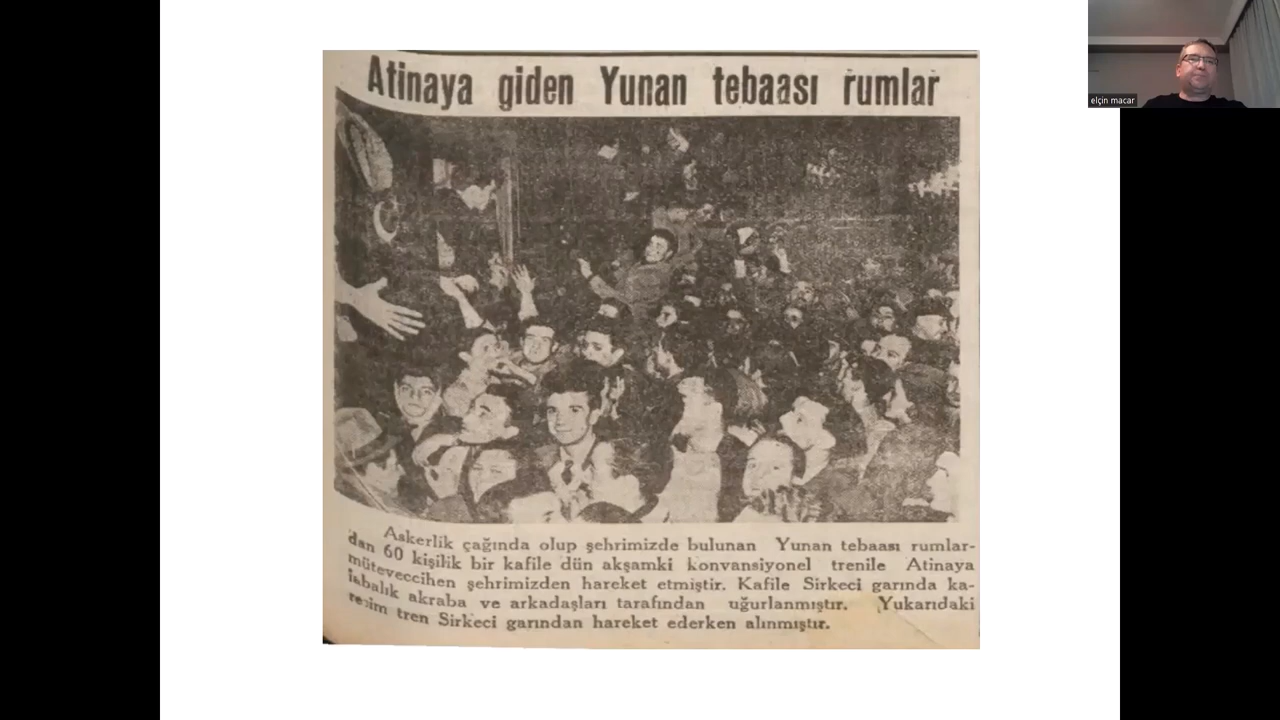 Atinaya giden Yunan tebaası rumlar
elçin macar
Askerlik çağında olup şehrimizde bulunan Yunan tebaası rumlar-
dan 60 kişilik bir kafile dün akşamki konvansiyonel trenile Atinaya
müteveccihen şehrimizden hareket etmiştir. Kafile Sirkeci garında ka-
labalık akraba ve arkadaşları tarafından uğurlanmıştır. Yukarıdaki
resim tren Sirkeci garından hareket ederken alınmıştır.